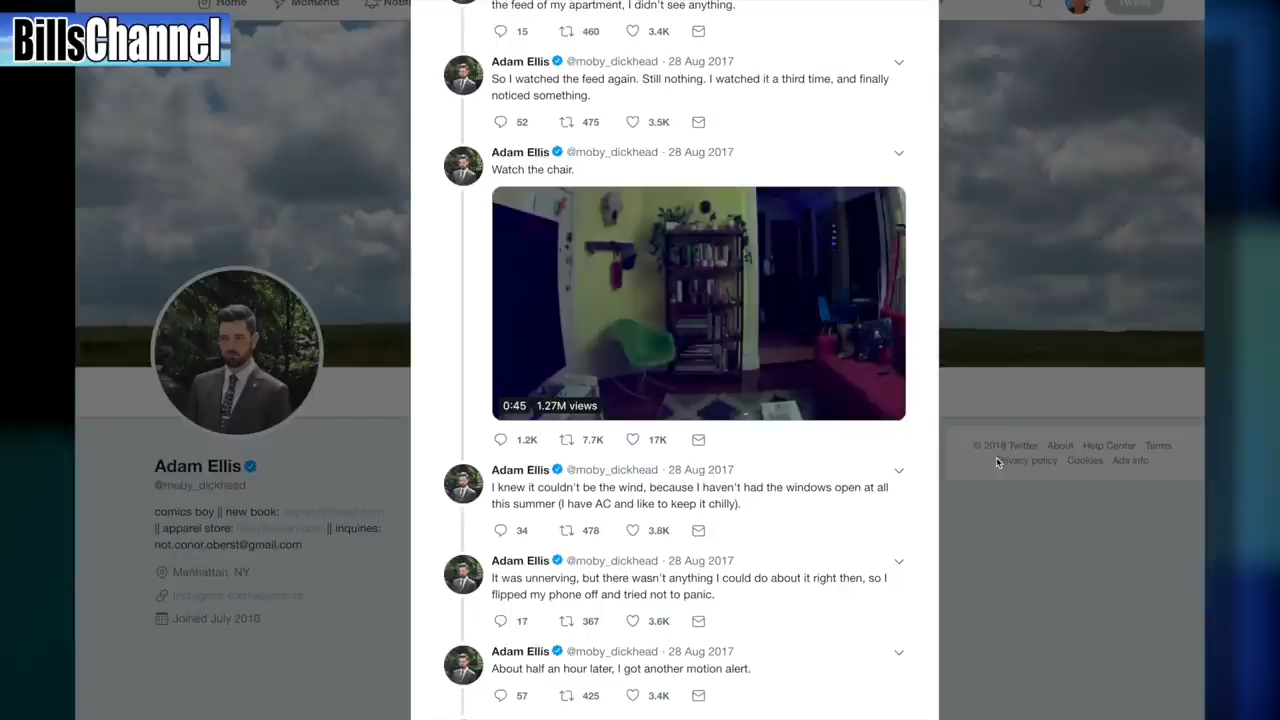 BillsChannel
Home Moments
the feed of my apartment, I didn't see anything.
15 460 3.4K
Adam Ellis @moby_dickhead · 28 Aug 2017
So I watched the feed again. Still nothing. I watched it a third time, and finally
noticed something.
52 475 3.5K
Adam Ellis @moby_dickhead · 28 Aug 2017
Watch the chair.
0:45 1.27M views
1.2K 7.7K 17K
Adam Ellis @moby_dickhead · 28 Aug 2017
I knew it couldn't be the wind, because I haven't had the windows open at all
this summer (I have AC and like to keep it chilly).
34 478 3.8K
Adam Ellis @moby_dickhead · 28 Aug 2017
It was unnerving, but there wasn't anything I could do about it right then, so I
flipped my phone off and tried not to panic.
17 367 3.6K
Adam Ellis @moby_dickhead · 28 Aug 2017
About half an hour later, I got another motion alert.
57 425 3.4K
Adam Ellis
@moby_dickhead
comics boy || new book:
|| apparel store: || inquiries:
not.conor.oberst@gmail.com
Manhattan, NY
Joined July 2010
Tweet
© 2018 Twitter About Help Center Terms
Privacy policy Cookies Ads info